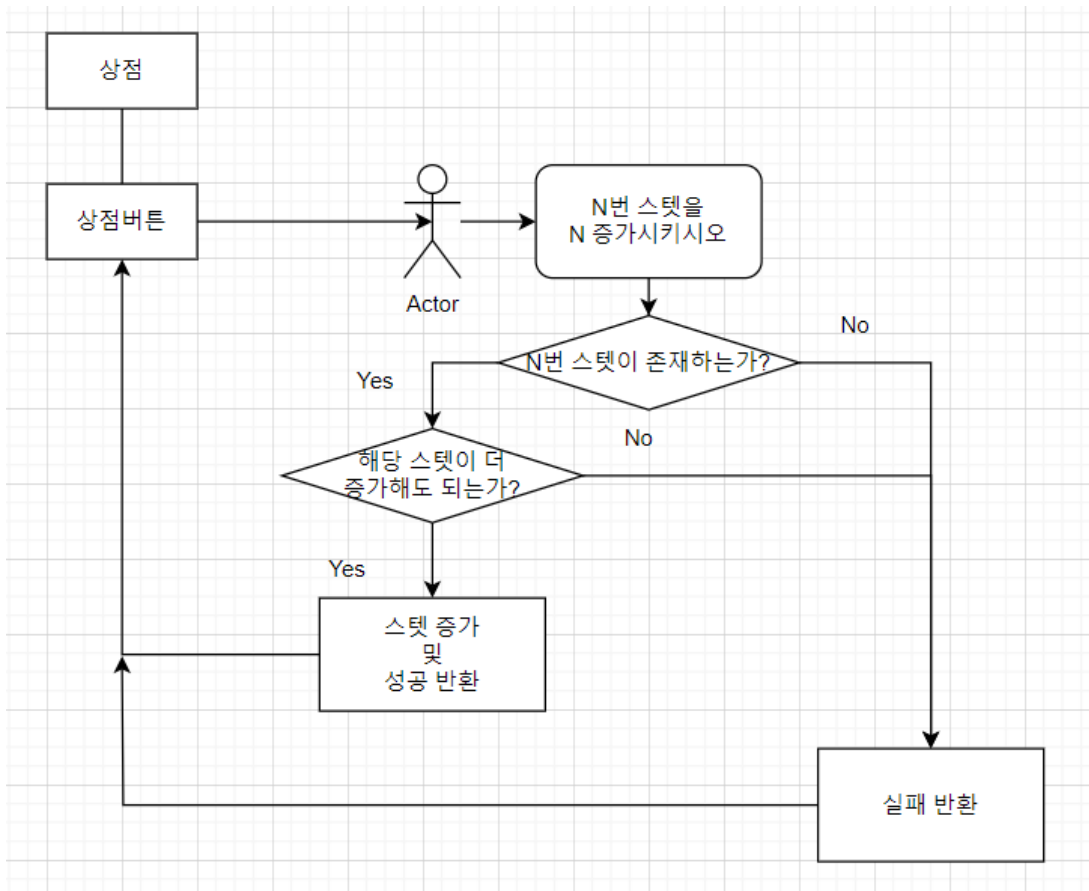 상점
상점버튼
Actor
N번 스텟을
N 증가시키시오
N번 스텟이 존재하는가?
No
Yes
해당 스텟이 더
증가해도 되는가?
No
Yes
스텟 증가
및
성공 반환
실패 반환